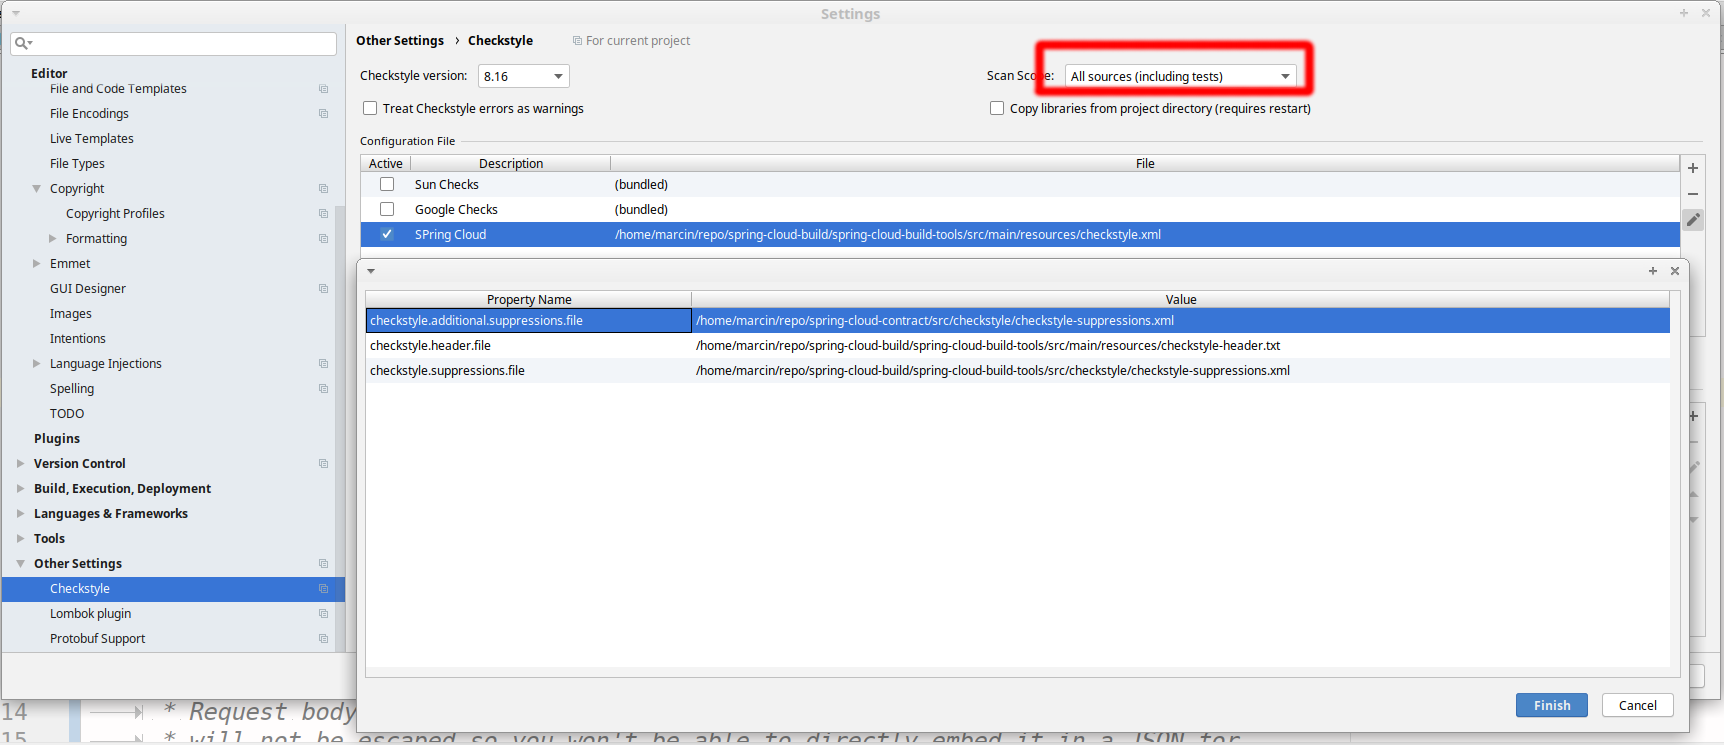 Settings
Other Settings › Checkstyle For current project
Editor
File and Code Templates
File Encodings
Live Templates
File Types
Copyright
Copyright Profiles
Formatting
Emmet
GUI Designer
Images
Intentions
Language Injections
Spelling
TODO
Plugins
Version Control
Build, Execution, Deployment
Languages & Frameworks
Tools
Other Settings
Checkstyle
Lombok plugin
Protobuf Support
Checkstyle version: 8.16
Scan Scope: All sources (including tests)
Treat Checkstyle errors as warnings
Copy libraries from project directory (requires restart)
Configuration File
Active Description File
Sun Checks (bundled)
Google Checks (bundled)
SPring Cloud /home/marcin/repo/spring-cloud-build/spring-cloud-build-tools/src/main/resources/checkstyle.xml
Property Name Value
checkstyle.additional.suppressions.file /home/marcin/repo/spring-cloud-contract/src/checkstyle/checkstyle-suppressions.xml
checkstyle.header.file /home/marcin/repo/spring-cloud-build/spring-cloud-build-tools/src/main/resources/checkstyle-header.txt
checkstyle.suppressions.file /home/marcin/repo/spring-cloud-build/spring-cloud-build-tools/src/checkstyle/checkstyle-suppressions.xml
Finish Cancel
14 * Request body
15 * will not be escaped so you won't be able to directly embed it in a JSON for